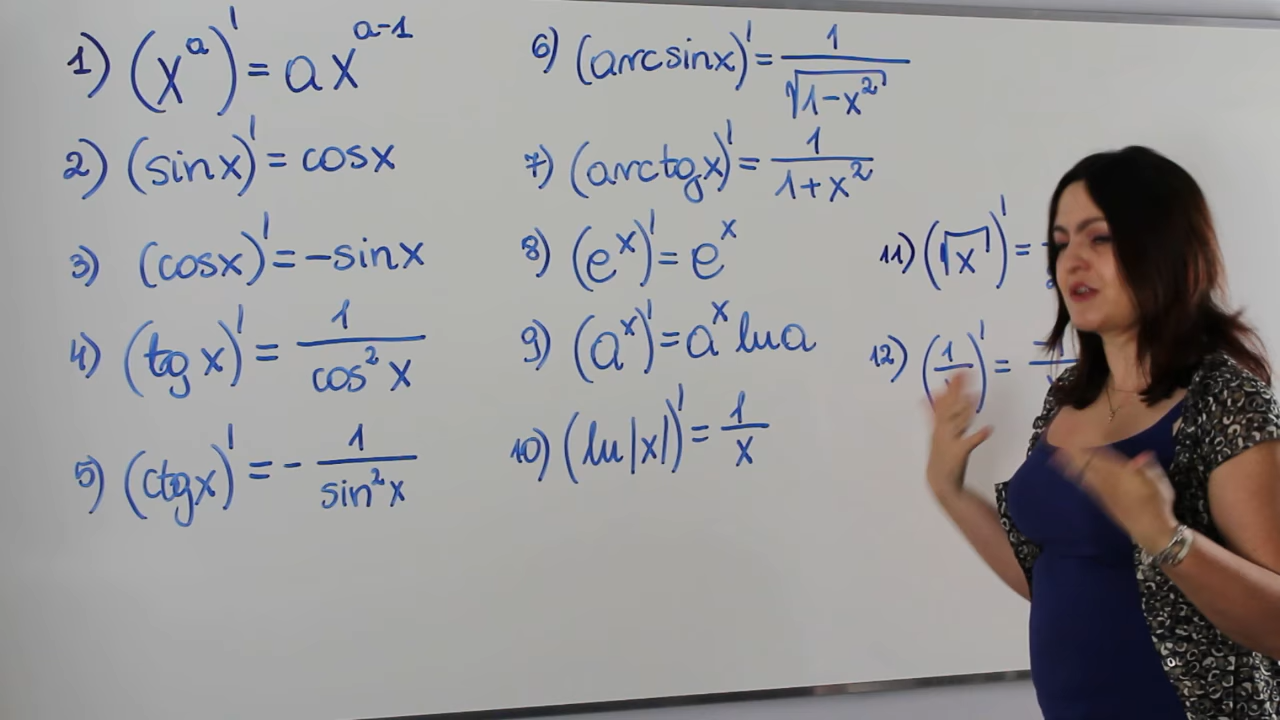 1) (x^a)' = ax^(a-1)
2) (sinx)' = cosx
3) (cosx)' = -sinx
4) (tgx)' = 1/cos²x
5) (ctgx)' = - 1/sin²x
6) (arcsinx)' = 1/√(1-x²)
7) (arctgx)' = 1/(1+x²)
8) (e^x)' = e^x
9) (a^x)' = a^x lna
10) (ln|x|)' = 1/x
11) (√x)' =
12) (1/
)' =